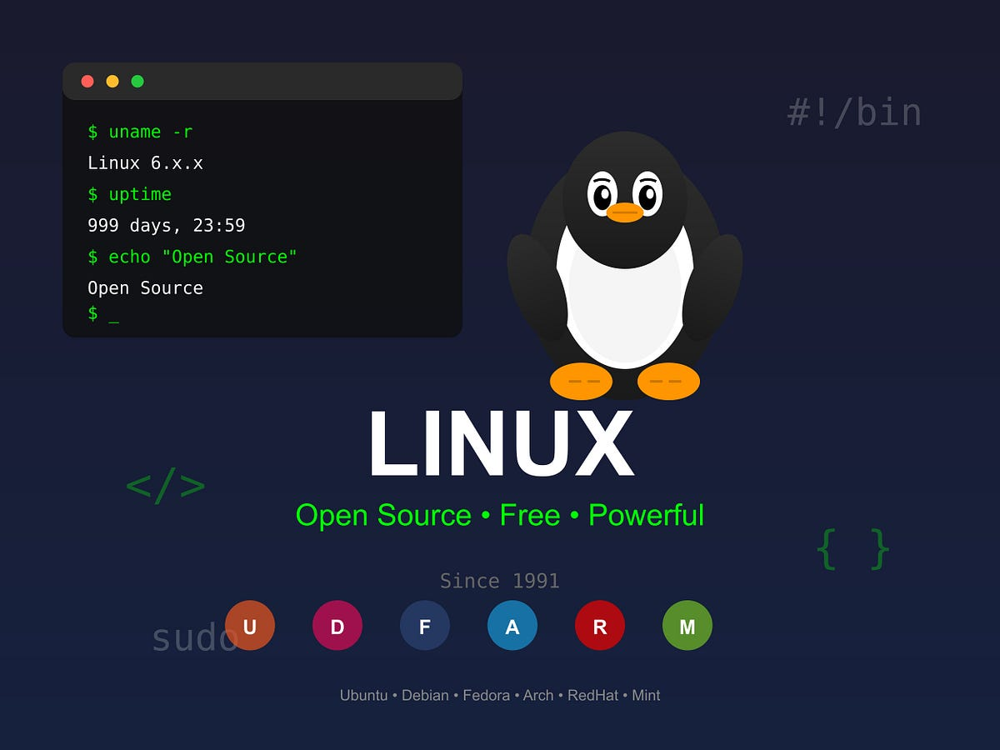 $ uname -r
Linux 6.x.x
$ uptime
999 days, 23:59
$ echo "Open Source"
Open Source
$ _
#!/bin
LINUX
</>
Open Source • Free • Powerful
{ }
Since 1991
sudo
U D F A R M
Ubuntu • Debian • Fedora • Arch • RedHat • Mint